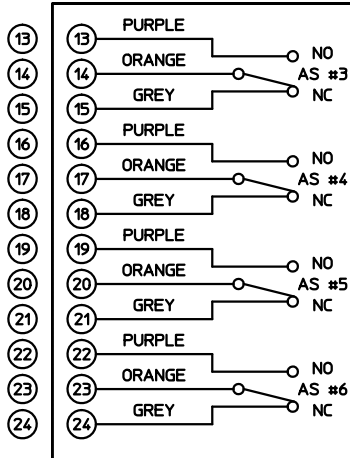 13 13 PURPLE
NO
14 14 ORANGE AS #3
15 15 GREY NC
16 16 PURPLE
NO
17 17 ORANGE AS #4
18 18 GREY NC
19 19 PURPLE
NO
20 20 ORANGE AS #5
21 21 GREY NC
22 22 PURPLE
NO
23 23 ORANGE AS #6
24 24 GREY NC